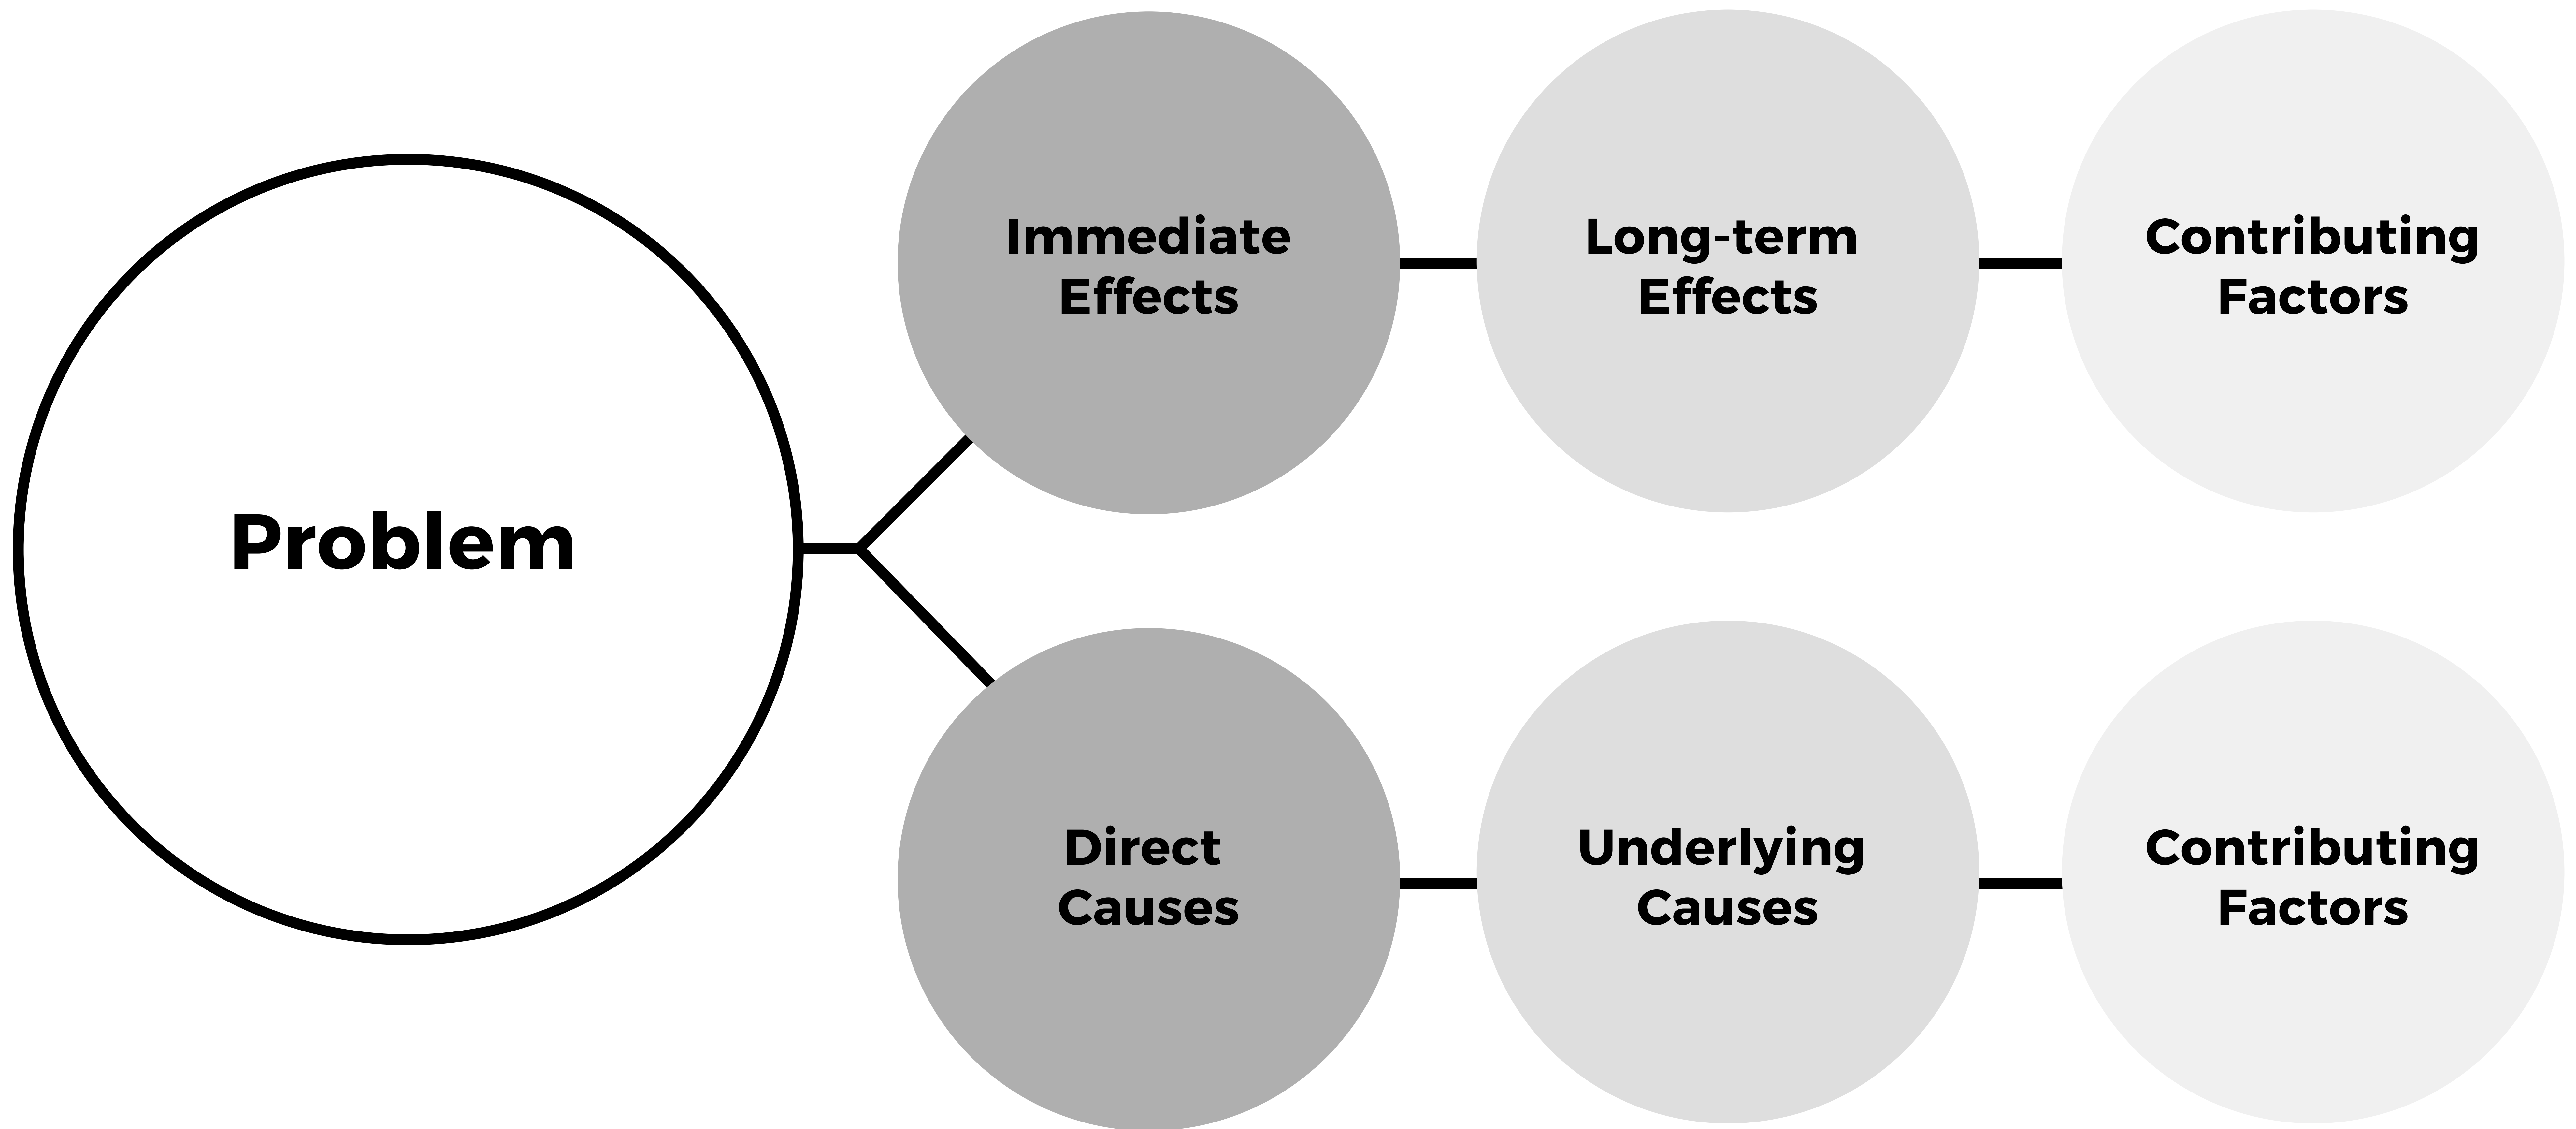 Problem
Immediate
Effects
Long-term
Effects
Contributing
Factors
Direct
Causes
Underlying
Causes
Contributing
Factors